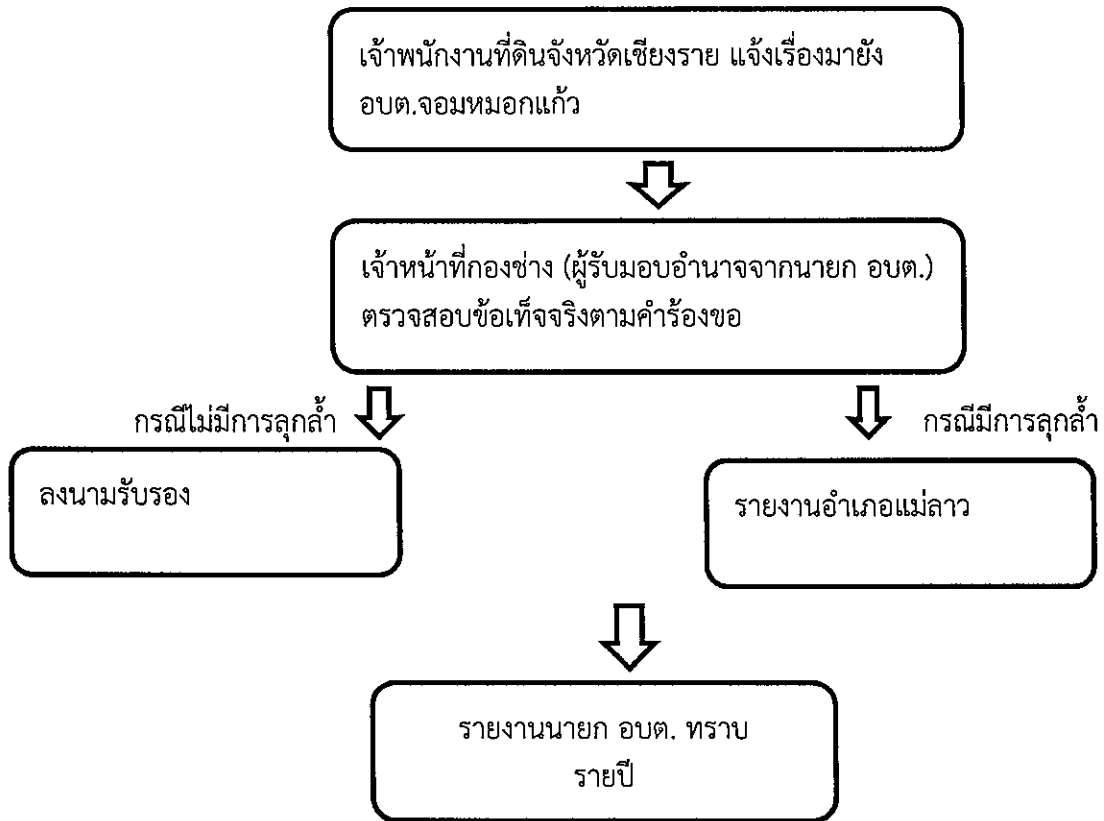 เจ้าพนักงานที่ดินจังหวัดเชียงราย แจ้งเรื่องมายัง
อบต.จอมหมอกแก้ว
เจ้าหน้าที่กองช่าง (ผู้รับมอบอำนาจจากนายก อบต.)
ตรวจสอบข้อเท็จจริงตามคำร้องขอ
กรณีไม่มีการลุกล้ำ
กรณีมีการลุกล้ำ
ลงนามรับรอง
รายงานอำเภอแม่ลาว
รายงานนายก อบต. ทราบ
รายปี